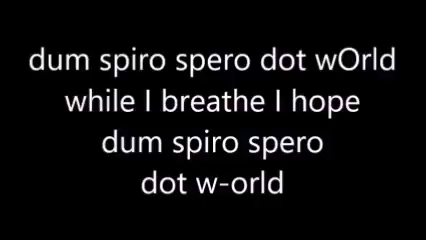 dum spiro spero dot wOrld
while I breathe I hope
dum spiro spero
dot w-orld